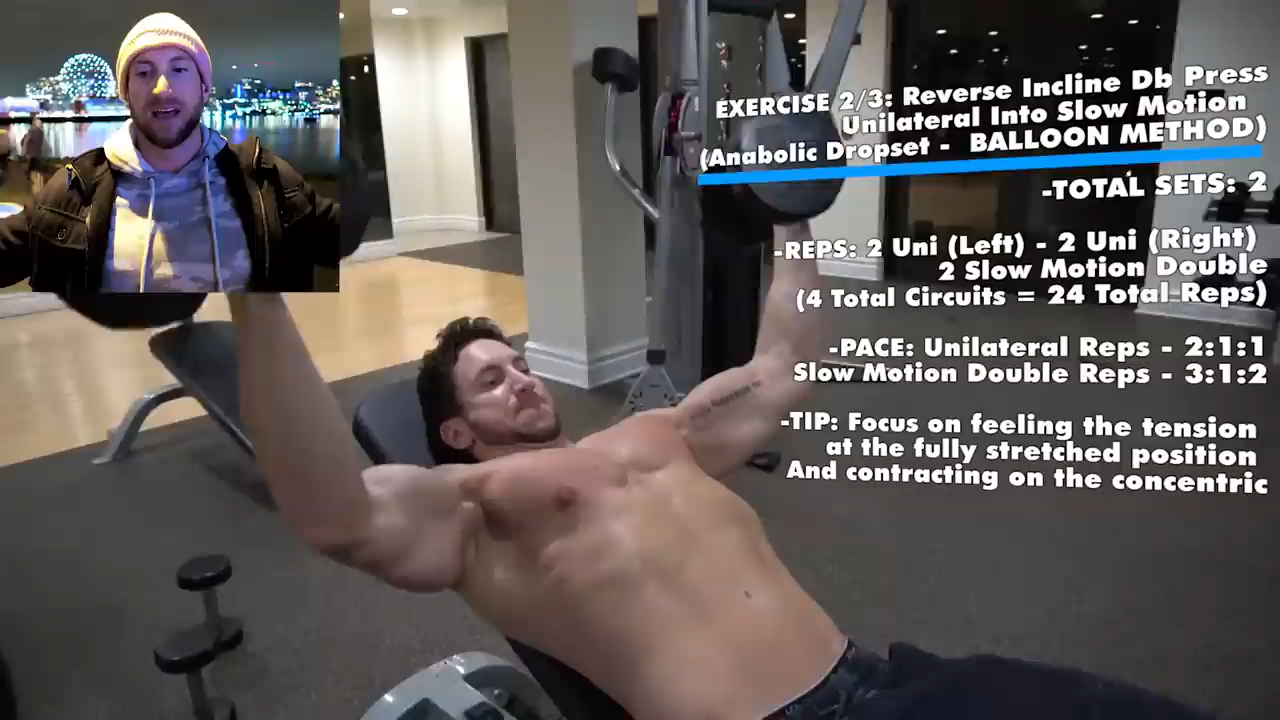 EXERCISE 2/3: Reverse Incline Db Press
Unilateral Into Slow Motion
(Anabolic Dropset - BALLOON METHOD)
-TOTAL SETS: 2
-REPS: 2 Uni (Left) - 2 Uni (Right)
2 Slow Motion Double
(4 Total Circuits = 24 Total Reps)
-PACE: Unilateral Reps - 2:1:1
Slow Motion Double Reps - 3:1:2
-TIP: Focus on feeling the tension
at the fully stretched position
And contracting on the concentric